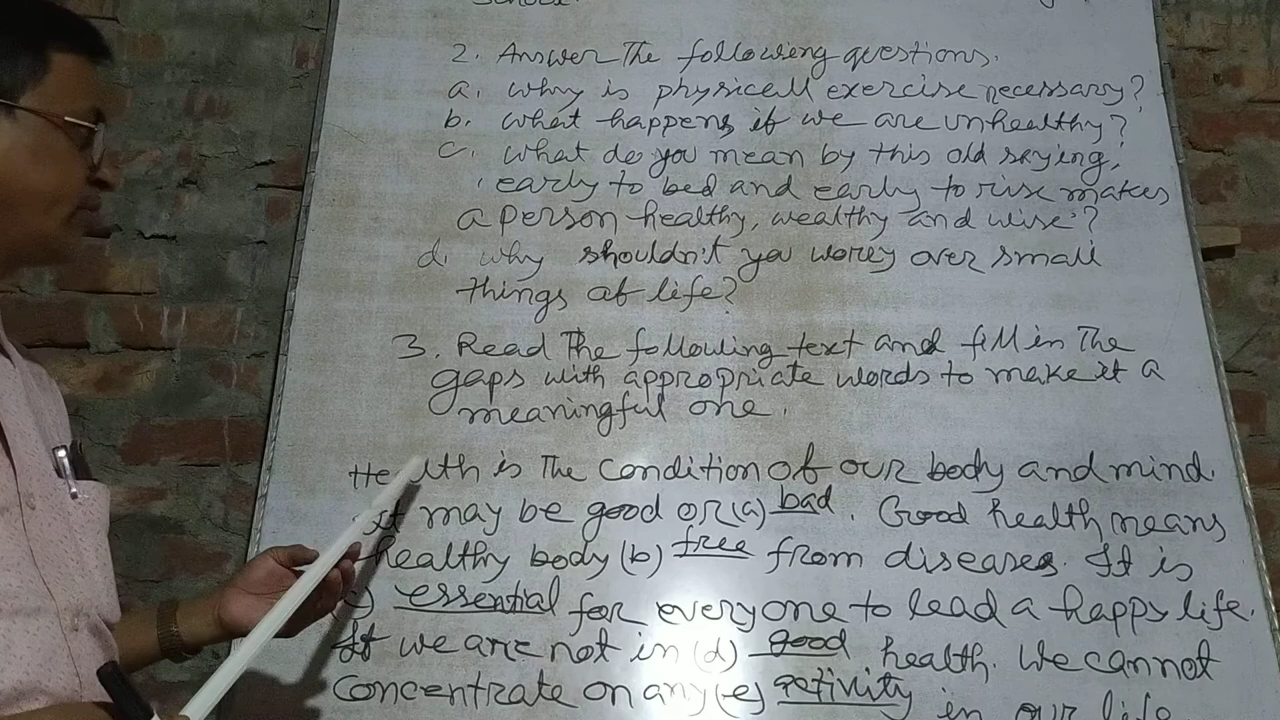 school.
2. Answer The following questions.
a. why is physicall exercise necessary?
b. what happens if we are unhealthy?
c. what do you mean by this old saying,
'early to bed and early to rise makes
a person healthy, wealthy and wise'?
d. why shouldn't you worry over small
things of life?
3. Read The following text and fill in The
gaps with appropriate words to make it a
meaningful one.
Health is The condition of our body and mind.
It may be good or (a) bad. Good health means
healthy body (b) free from diseases. It is
) essential for everyone to lead a happy life.
If we are not in (d) good health. We cannot
concentrate on any (e) activity in our life